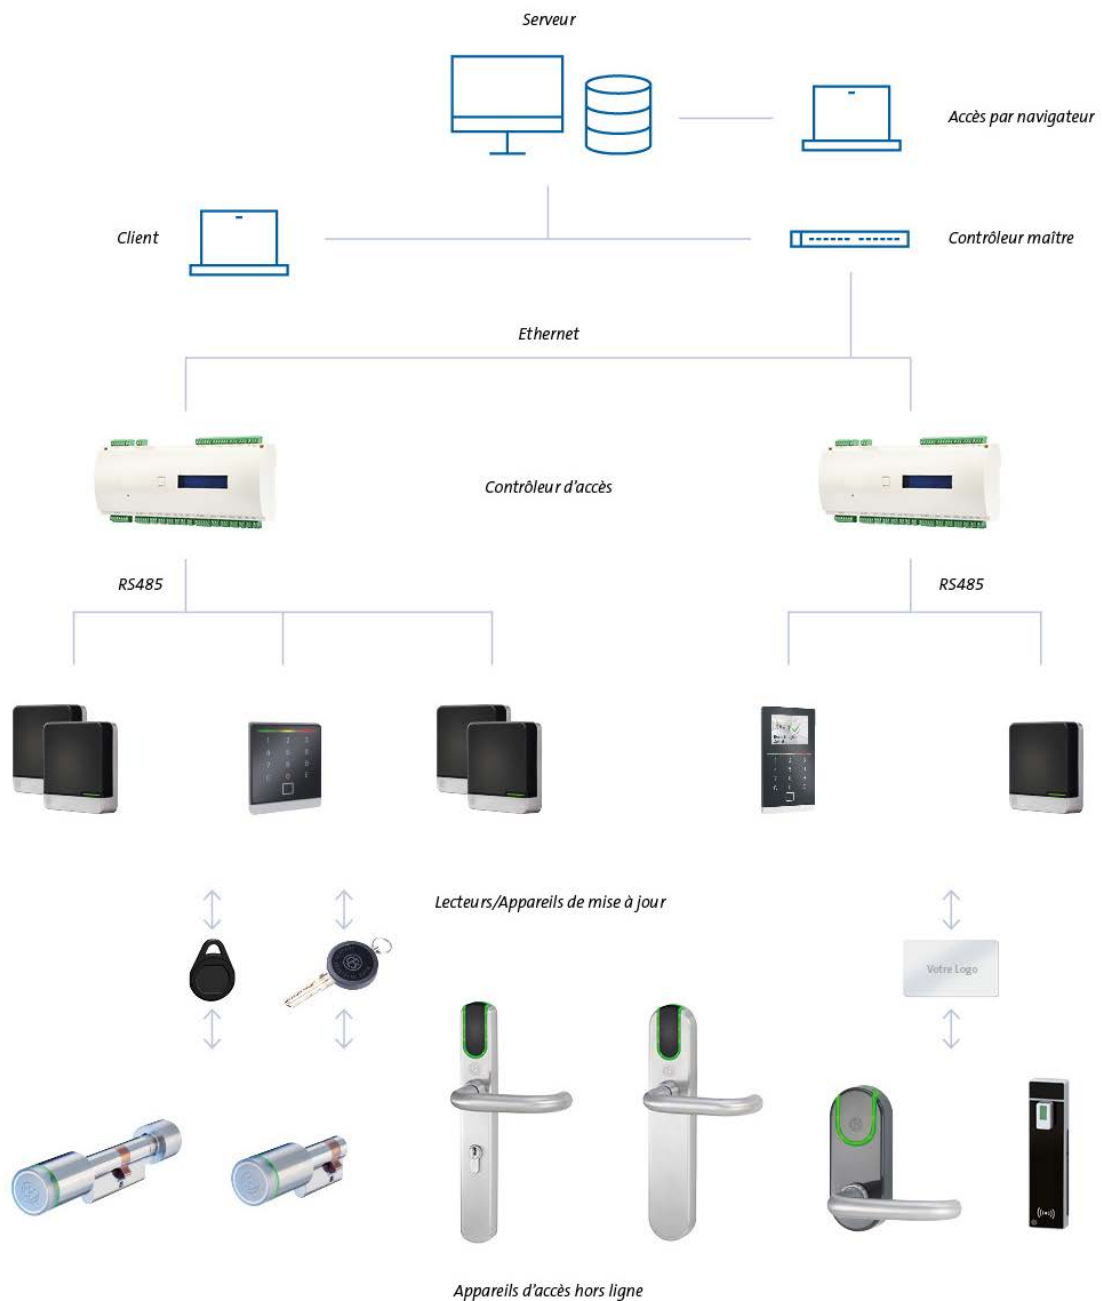 Serveur
Accès par navigateur
Client
Contrôleur maître
Ethernet
Contrôleur d'accès
RS485
RS485
Lecteurs/Appareils de mise à jour
Votre Logo
Appareils d'accès hors ligne